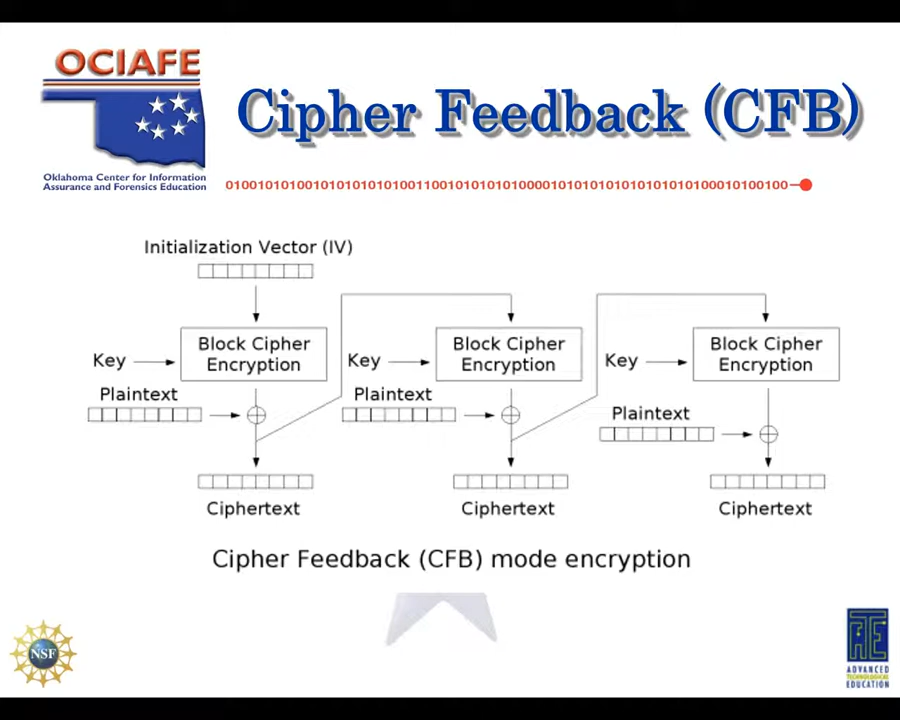 OCIAFE
Oklahoma Center for Information
Assurance and Forensics Education
Cipher Feedback (CFB)
Initialization Vector (IV)
Block Cipher
Encryption
Block Cipher
Encryption
Block Cipher
Encryption
Key
Key
Key
Plaintext
Plaintext
Plaintext
Ciphertext
Ciphertext
Ciphertext
Cipher Feedback (CFB) mode encryption
NSF
ATE
ADVANCED
TECHNOLOGICAL
EDUCATION